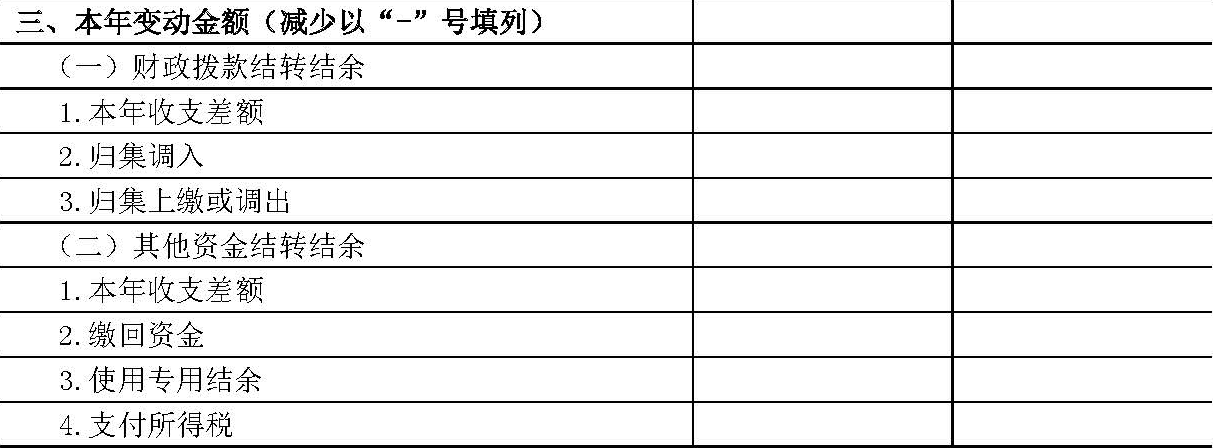 三、本年变动金额（减少以“-”号填列）
（一）财政拨款结转结余
1.本年收支差额
2.归集调入
3.归集上缴或调出
（二）其他资金结转结余
1.本年收支差额
2.缴回资金
3.使用专用结余
4.支付所得税